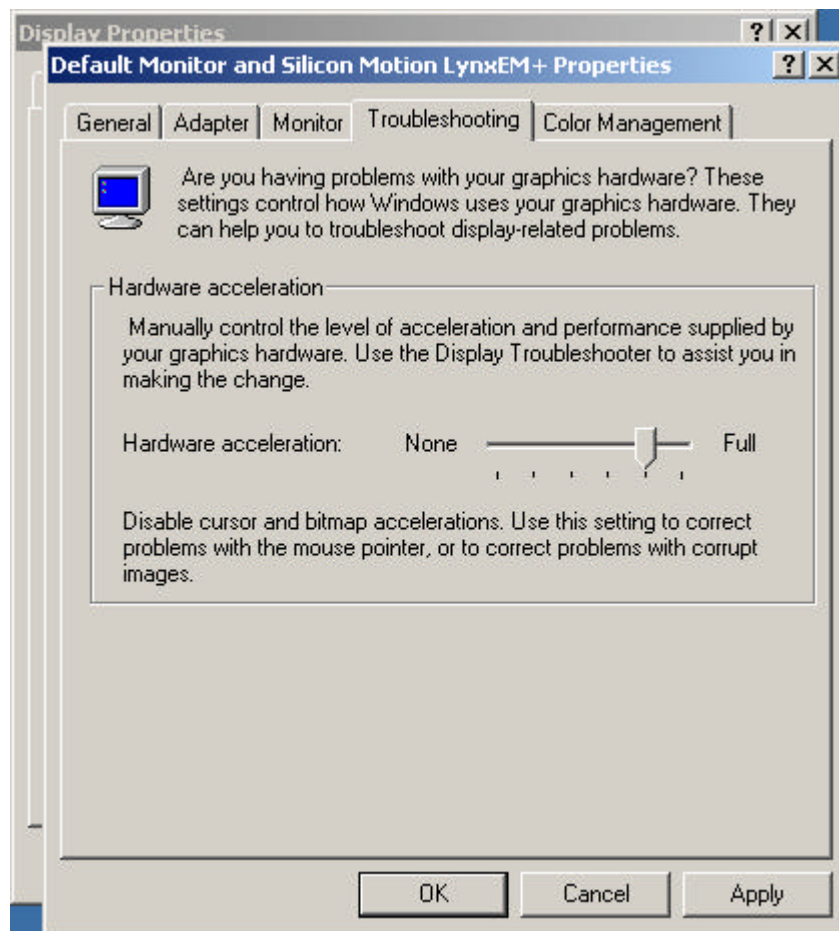 Display Properties
Default Monitor and Silicon Motion LynxEM+ Properties
General
Adapter
Monitor
Troubleshooting
Color Management
Are you having problems with your graphics hardware? These
settings control how Windows uses your graphics hardware. They
can help you to troubleshoot display-related problems.
Hardware acceleration
Manually control the level of acceleration and performance supplied by
your graphics hardware. Use the Display Troubleshooter to assist you in
making the change.
Hardware acceleration: None Full
Disable cursor and bitmap accelerations. Use this setting to correct
problems with the mouse pointer, or to correct problems with corrupt
images.
OK
Cancel
Apply